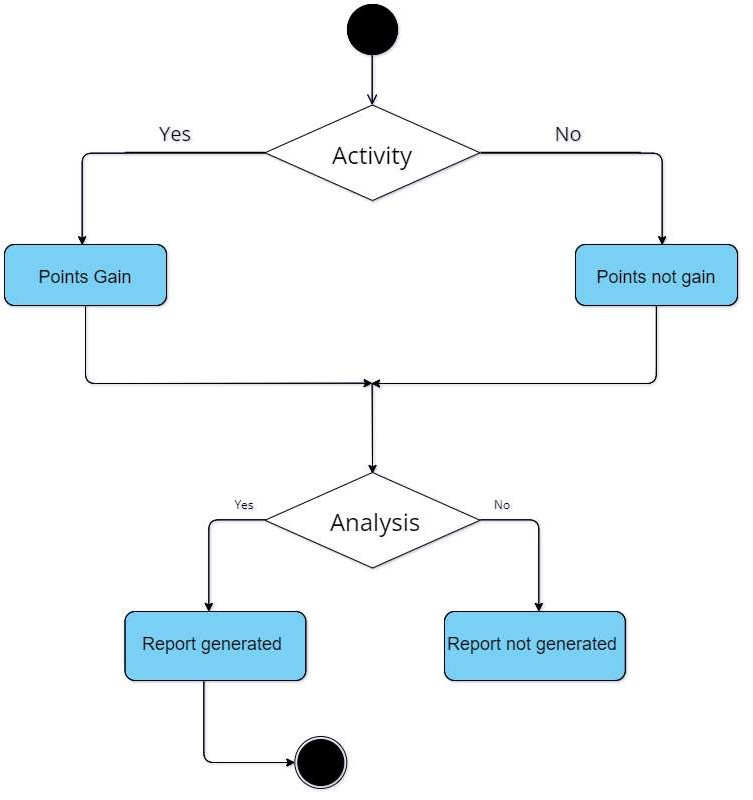 Yes
No
Activity
Points Gain
Points not gain
Yes
No
Analysis
Report generated
Report not generated